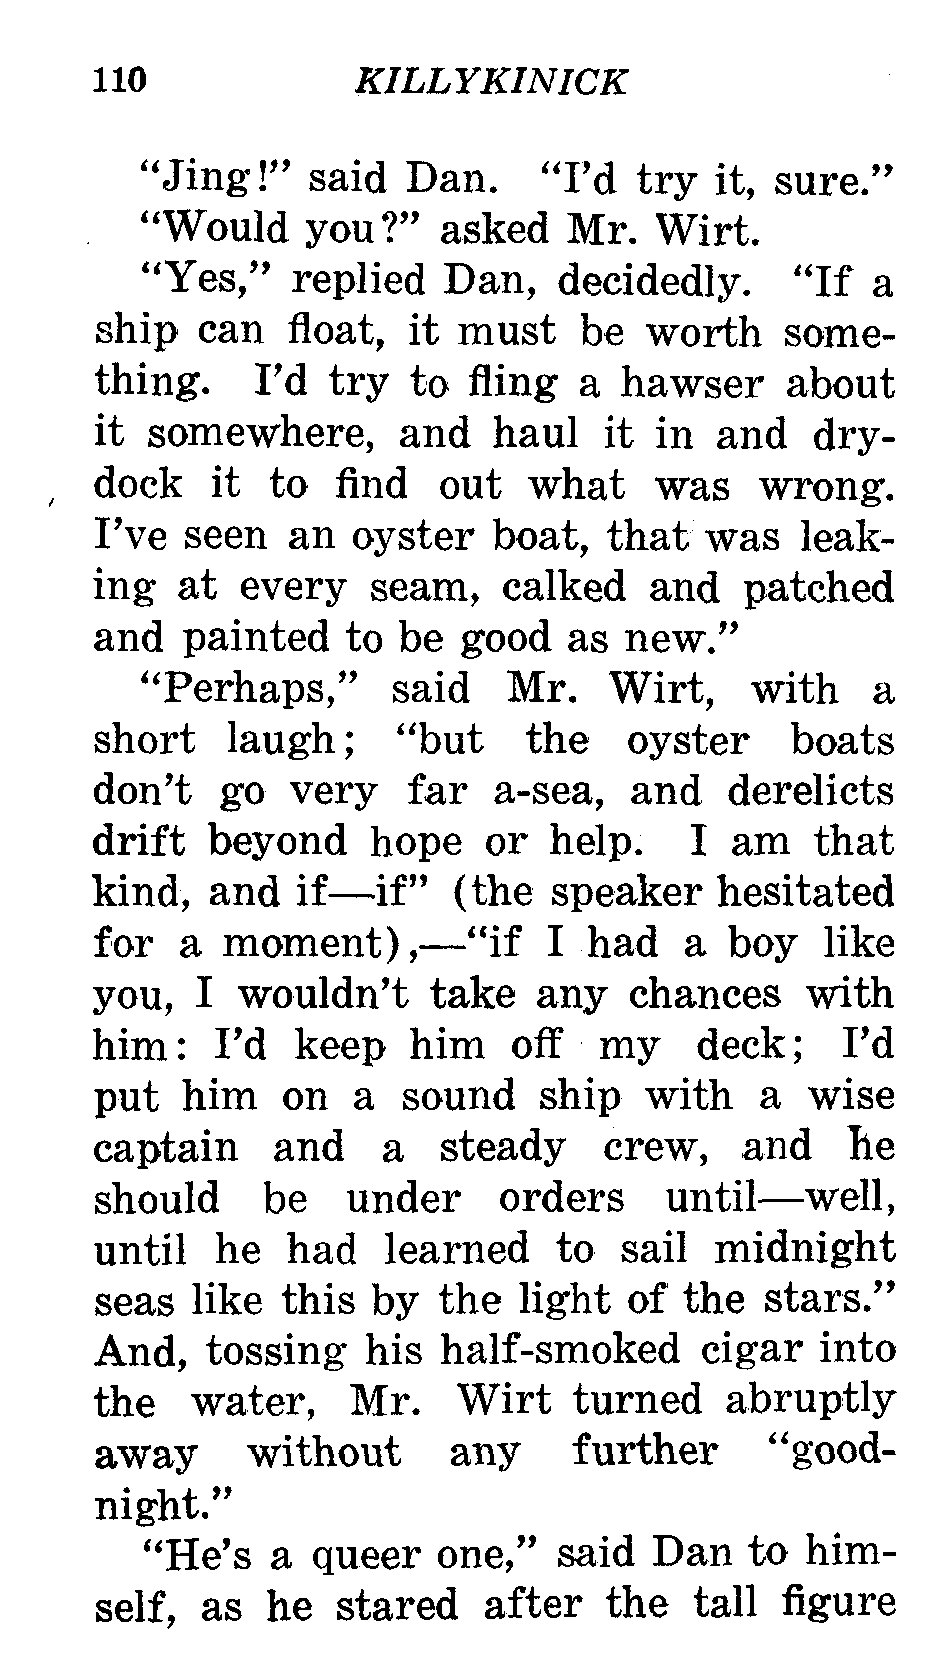 110 KILLYKINICK
"Jing!" said Dan. "I'd try it, sure."
"Would you?" asked Mr. Wirt.
"Yes," replied Dan, decidedly. "If a
ship can float, it must be worth some-
thing. I'd try to fling a hawser about
it somewhere, and haul it in and dry-
dock it to find out what was wrong.
I've seen an oyster boat, that was leak-
ing at every seam, calked and patched
and painted to be good as new."
"Perhaps," said Mr. Wirt, with a
short laugh; "but the oyster boats
don't go very far a-sea, and derelicts
drift beyond hope or help. I am that
kind, and if—if" (the speaker hesitated
for a moment),—"if I had a boy like
you, I wouldn't take any chances with
him: I'd keep him off my deck; I'd
put him on a sound ship with a wise
captain and a steady crew, and he
should be under orders until—well,
until he had learned to sail midnight
seas like this by the light of the stars."
And, tossing his half-smoked cigar into
the water, Mr. Wirt turned abruptly
away without any further "good-
night."
"He's a queer one," said Dan to him-
self, as he stared after the tall figure